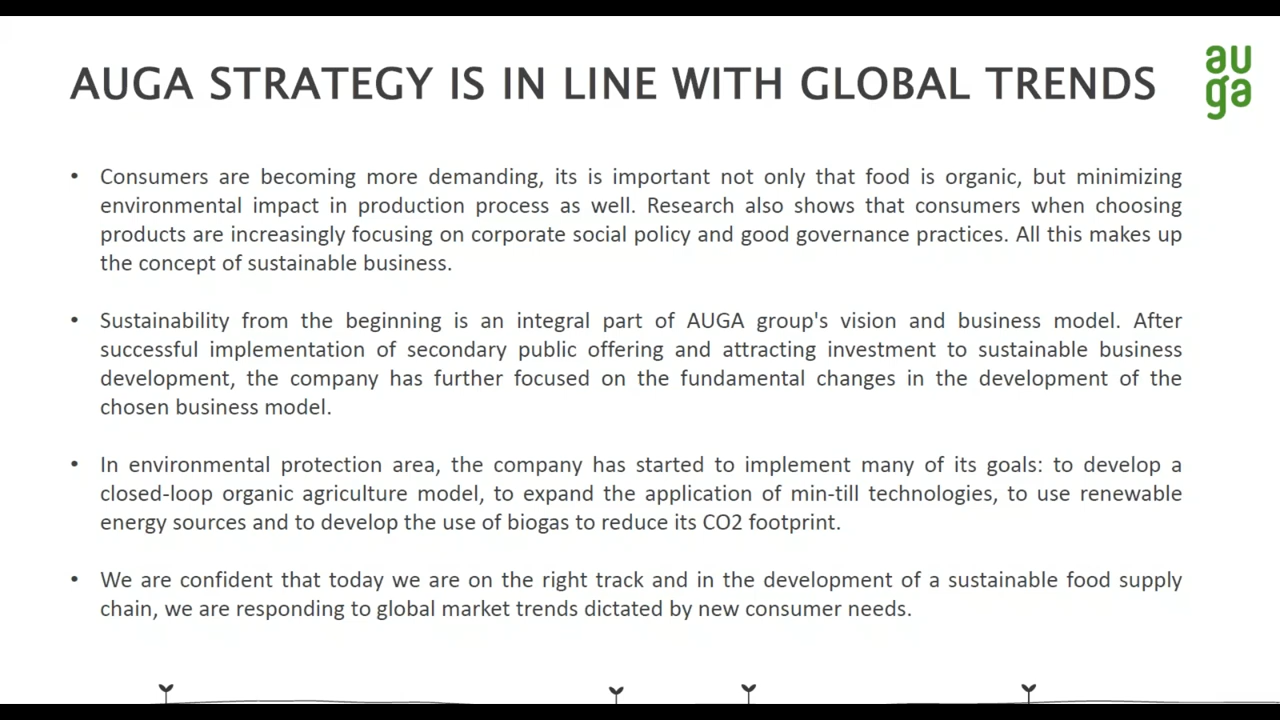 AUGA STRATEGY IS IN LINE WITH GLOBAL TRENDS
au
ga
• Consumers are becoming more demanding, its is important not only that food is organic, but minimizing
environmental impact in production process as well. Research also shows that consumers when choosing
products are increasingly focusing on corporate social policy and good governance practices. All this makes up
the concept of sustainable business.
• Sustainability from the beginning is an integral part of AUGA group's vision and business model. After
successful implementation of secondary public offering and attracting investment to sustainable business
development, the company has further focused on the fundamental changes in the development of the
chosen business model.
• In environmental protection area, the company has started to implement many of its goals: to develop a
closed-loop organic agriculture model, to expand the application of min-till technologies, to use renewable
energy sources and to develop the use of biogas to reduce its CO2 footprint.
• We are confident that today we are on the right track and in the development of a sustainable food supply
chain, we are responding to global market trends dictated by new consumer needs.